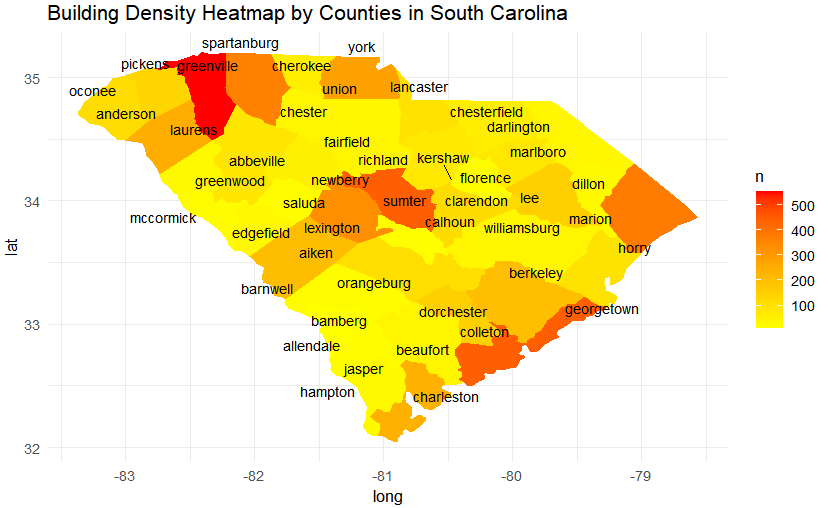 Building Density Heatmap by Counties in South Carolina
spartanburg
york
pickens
greenville
cherokee
35
oconee
union
lancaster
anderson
chester
chesterfield
laurens
darlington
fairfield
abbeville
richland
kershaw
marlboro
n
greenwood
newberry
florence
dillon
500
34
saluda
sumter
clarendon
lee
400
mccormick
edgefield
lexington
calhoun
williamsburg
marion
300
lat
aiken
horry
200
barnwell
orangeburg
berkeley
100
33
bamberg
dorchester
georgetown
allendale
colleton
beaufort
jasper
hampton
charleston
32
-83
-82
-81
-80
-79
long